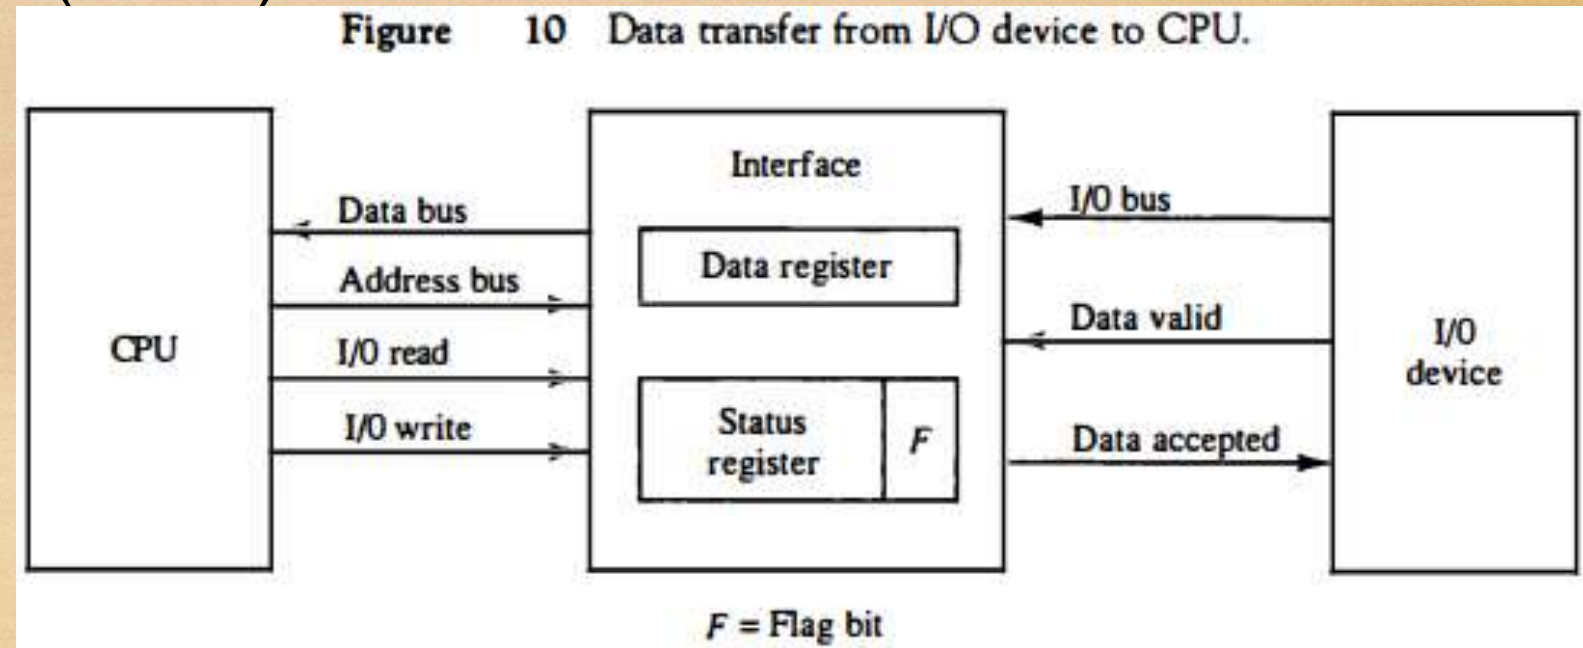 Figure 10 Data transfer from I/O device to CPU.
Interface
Data bus
I/O bus
Data register
Address bus
Data valid
CPU
I/O read
I/O
device
I/O write
Status
register
F
Data accepted
F = Flag bit